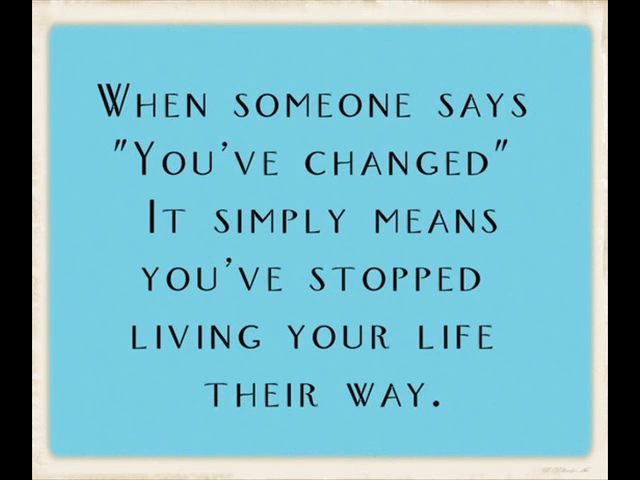 When someone says
"You've changed"
It simply means
you've stopped
living your life
their way.